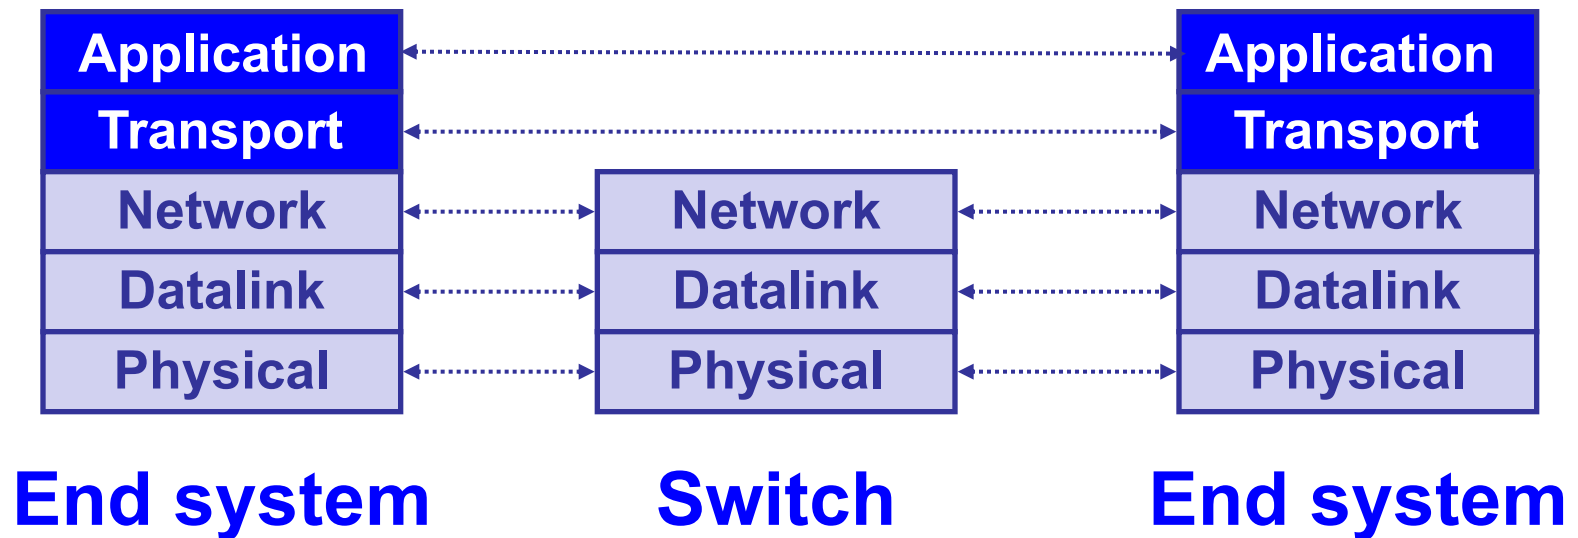 Application
Transport
Network
Datalink
Physical
End system
Network
Datalink
Physical
Switch
Application
Transport
Network
Datalink
Physical
End system